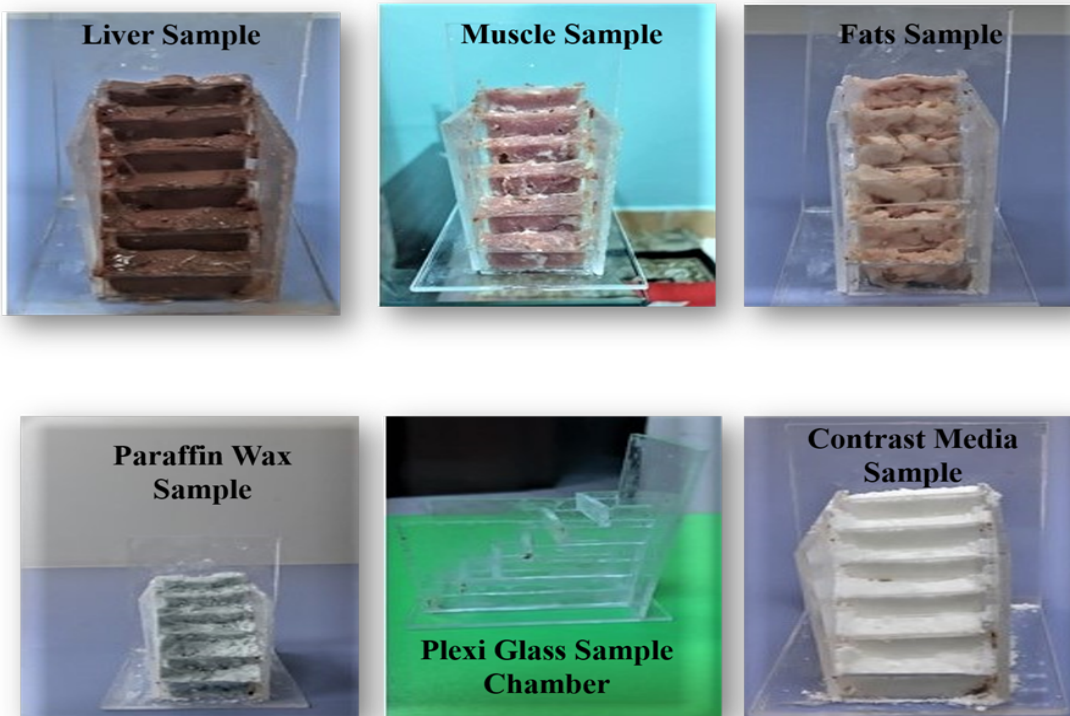 Liver Sample
Muscle Sample
Fats Sample
Paraffin Wax
Sample
Plexi Glass Sample
Chamber
Contrast Media
Sample